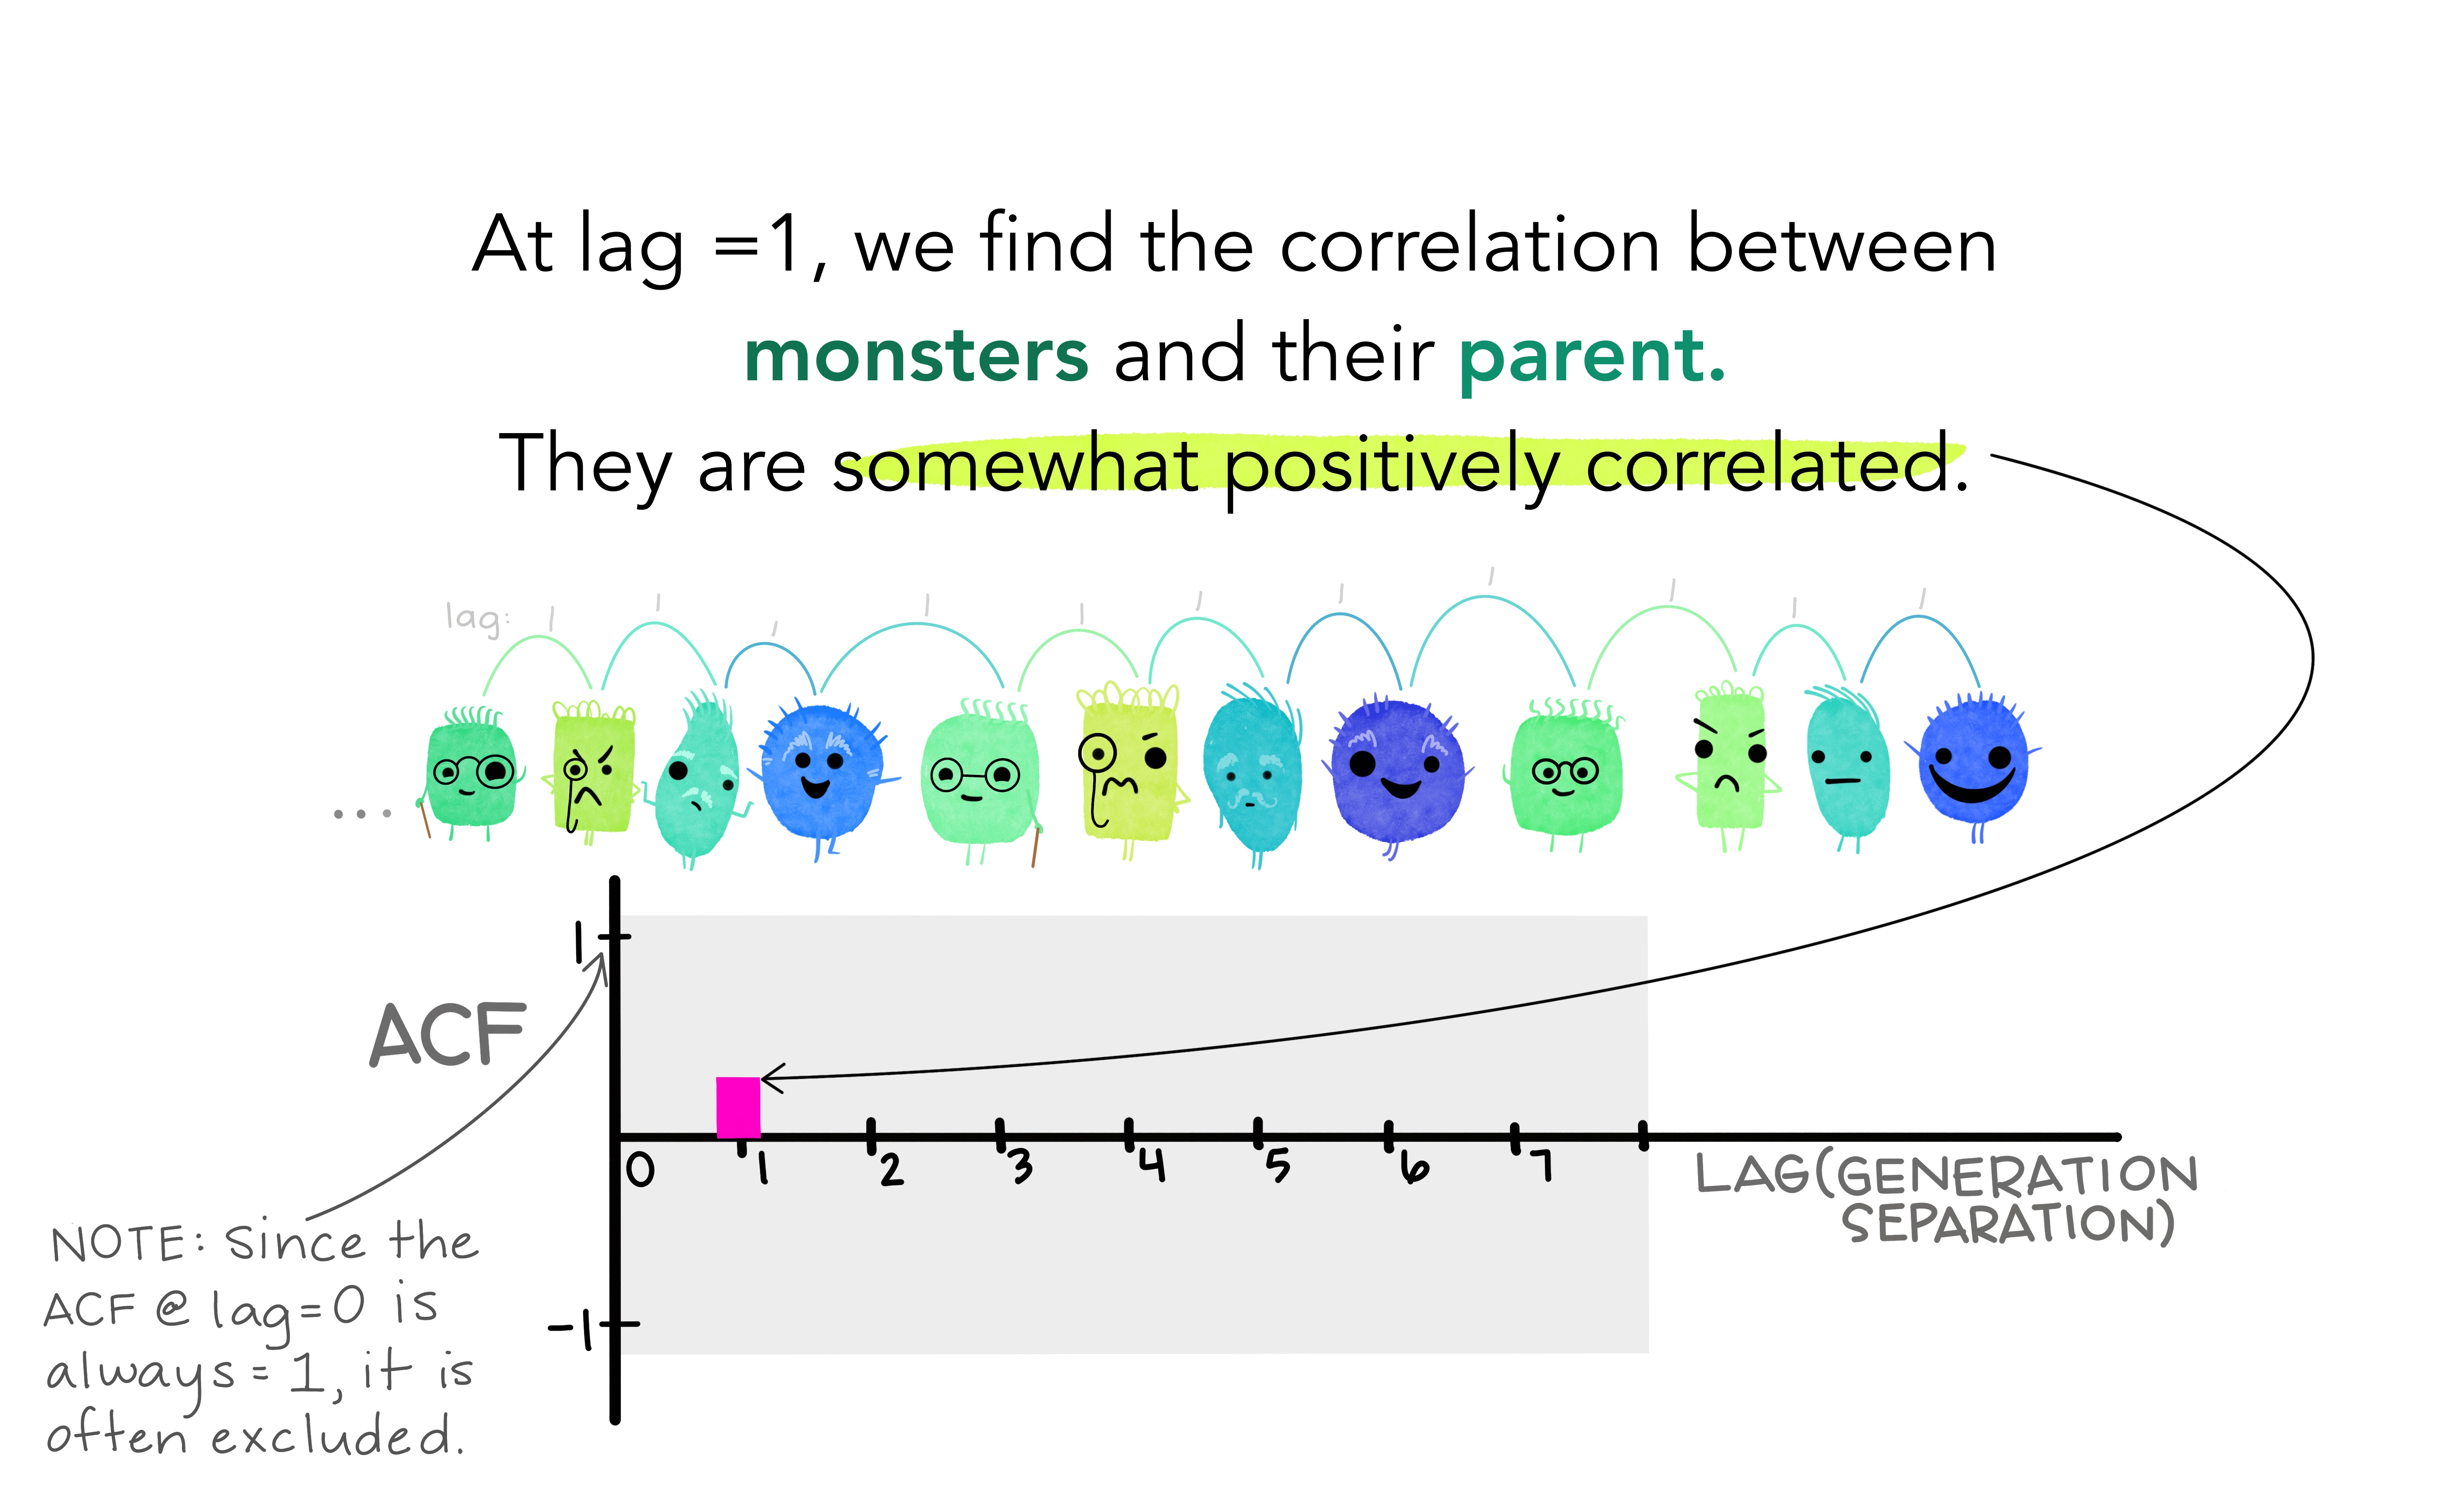 At lag =1, we find the correlation between
monsters and their parent.
They are somewhat positively correlated.
lag: 1 1 1 1 1 1 1 1 1 1 1
...
1
ACF
0 1 2 3 4 5 6 7
-1
LAG(GENERATION
SEPARATION)
NOTE: Since the
ACF @ lag=0 is
always = 1, it is
often excluded.